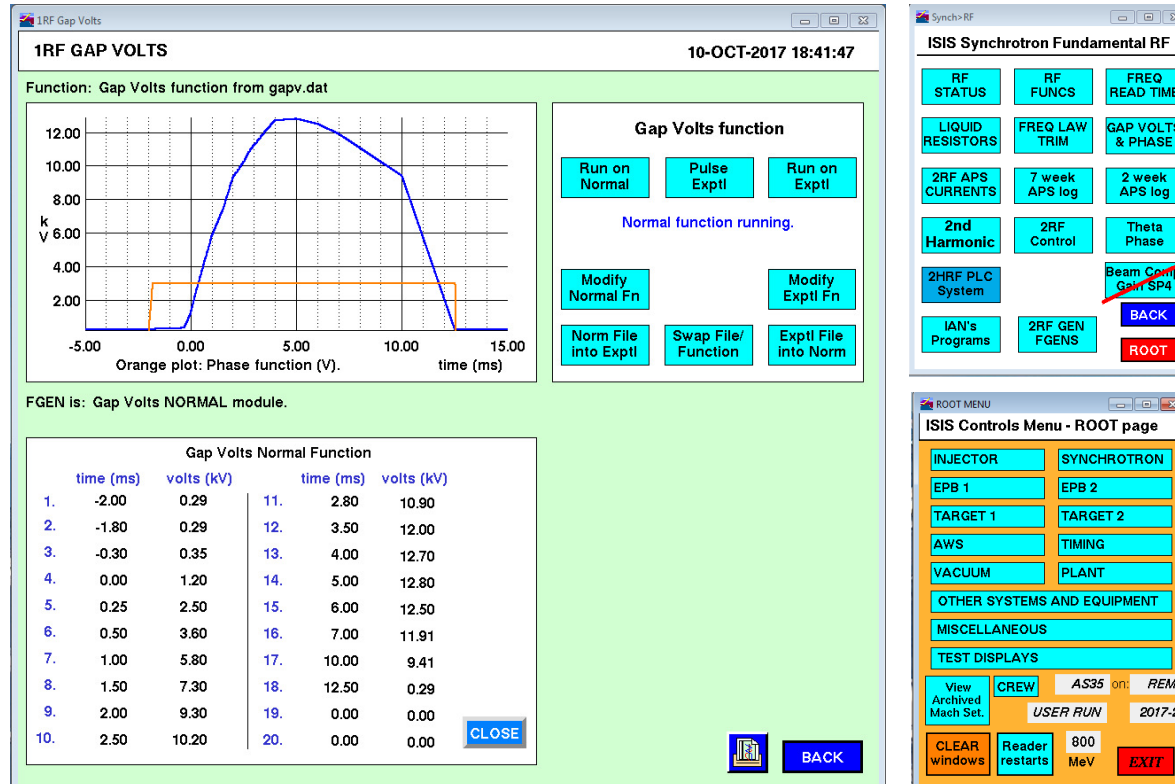 1RF Gap Volts
1RF GAP VOLTS
10-OCT-2017 18:41:47
Function: Gap Volts function from gapv.dat
12.00
10.00
8.00
k
V 6.00
4.00
2.00
-5.00 0.00 5.00 10.00 15.00
Orange plot: Phase function (V). time (ms)
Gap Volts function
Run on Normal
Pulse Exptl
Run on Exptl
Normal function running.
Modify Normal Fn
Modify Exptl Fn
Norm File into Exptl
Swap File/ Function
Exptl File into Norm
FGEN is: Gap Volts NORMAL module.
Gap Volts Normal Function
time (ms) volts (kV) time (ms) volts (kV)
1. -2.00 0.29 11. 2.80 10.90
2. -1.80 0.29 12. 3.50 12.00
3. -0.30 0.35 13. 4.00 12.70
4. 0.00 1.20 14. 5.00 12.80
5. 0.25 2.50 15. 6.00 12.50
6. 0.50 3.60 16. 7.00 11.91
7. 1.00 5.80 17. 10.00 9.41
8. 1.50 7.30 18. 12.50 0.29
9. 2.00 9.30 19. 0.00 0.00
10. 2.50 10.20 20. 0.00 0.00
CLOSE
BACK
Synch>RF
ISIS Synchrotron Fundamental RF
RF STATUS
RF FUNCS
FREQ READ TIME
LIQUID RESISTORS
FREQ LAW TRIM
GAP VOLTS & PHASE
2RF APS CURRENTS
7 week APS log
2 week APS log
2nd Harmonic
2RF Control
Theta Phase
2HRF PLC System
Beam Comp Gain SP4
BACK
IAN's Programs
2RF GEN FGENS
ROOT
ROOT MENU
ISIS Controls Menu - ROOT page
INJECTOR
SYNCHROTRON
EPB 1
EPB 2
TARGET 1
TARGET 2
AWS
TIMING
VACUUM
PLANT
OTHER SYSTEMS AND EQUIPMENT
MISCELLANEOUS
TEST DISPLAYS
View Archived Mach Set.
CREW
AS35 on: REM
USER RUN 2017-2
CLEAR windows
Reader restarts
800 MeV
EXIT